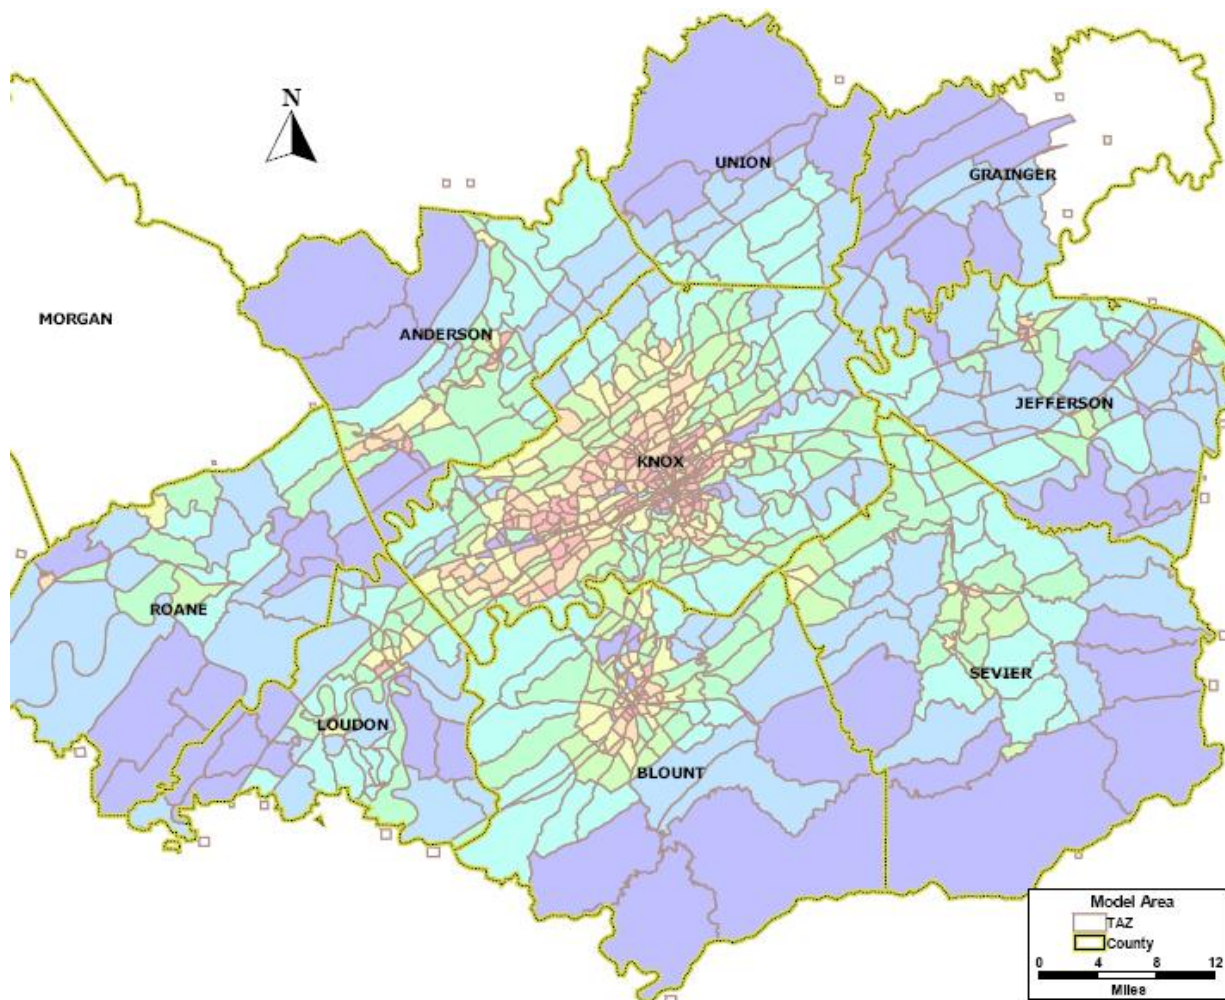 N
UNION
GRAINGER
MORGAN
ANDERSON
JEFFERSON
KNOX
ROANE
SEVIER
LOUDON
BLOUNT
Model Area
TAZ
County
0 4 8 12
Miles